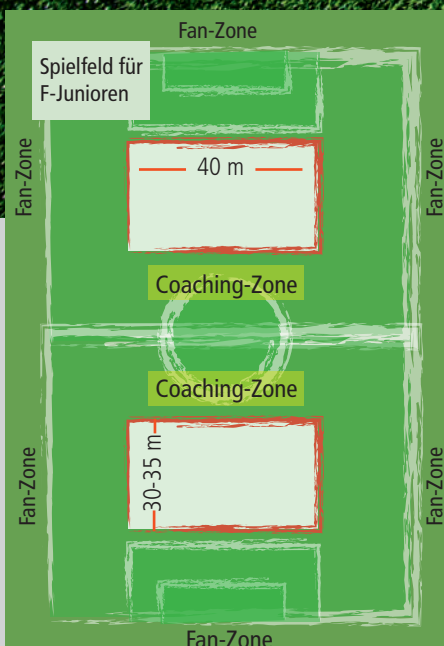 Fan-Zone
Spielfeld für
F-Junioren
Fan-Zone
Fan-Zone
40 m
Coaching-Zone
Coaching-Zone
30-35 m
Fan-Zone
Fan-Zone
Fan-Zone